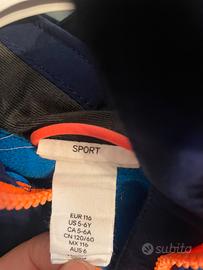 SPORT
EUR 116
US 5-6Y
CA 5-6A
CN 120/60
MX 116
AUS 6
subito